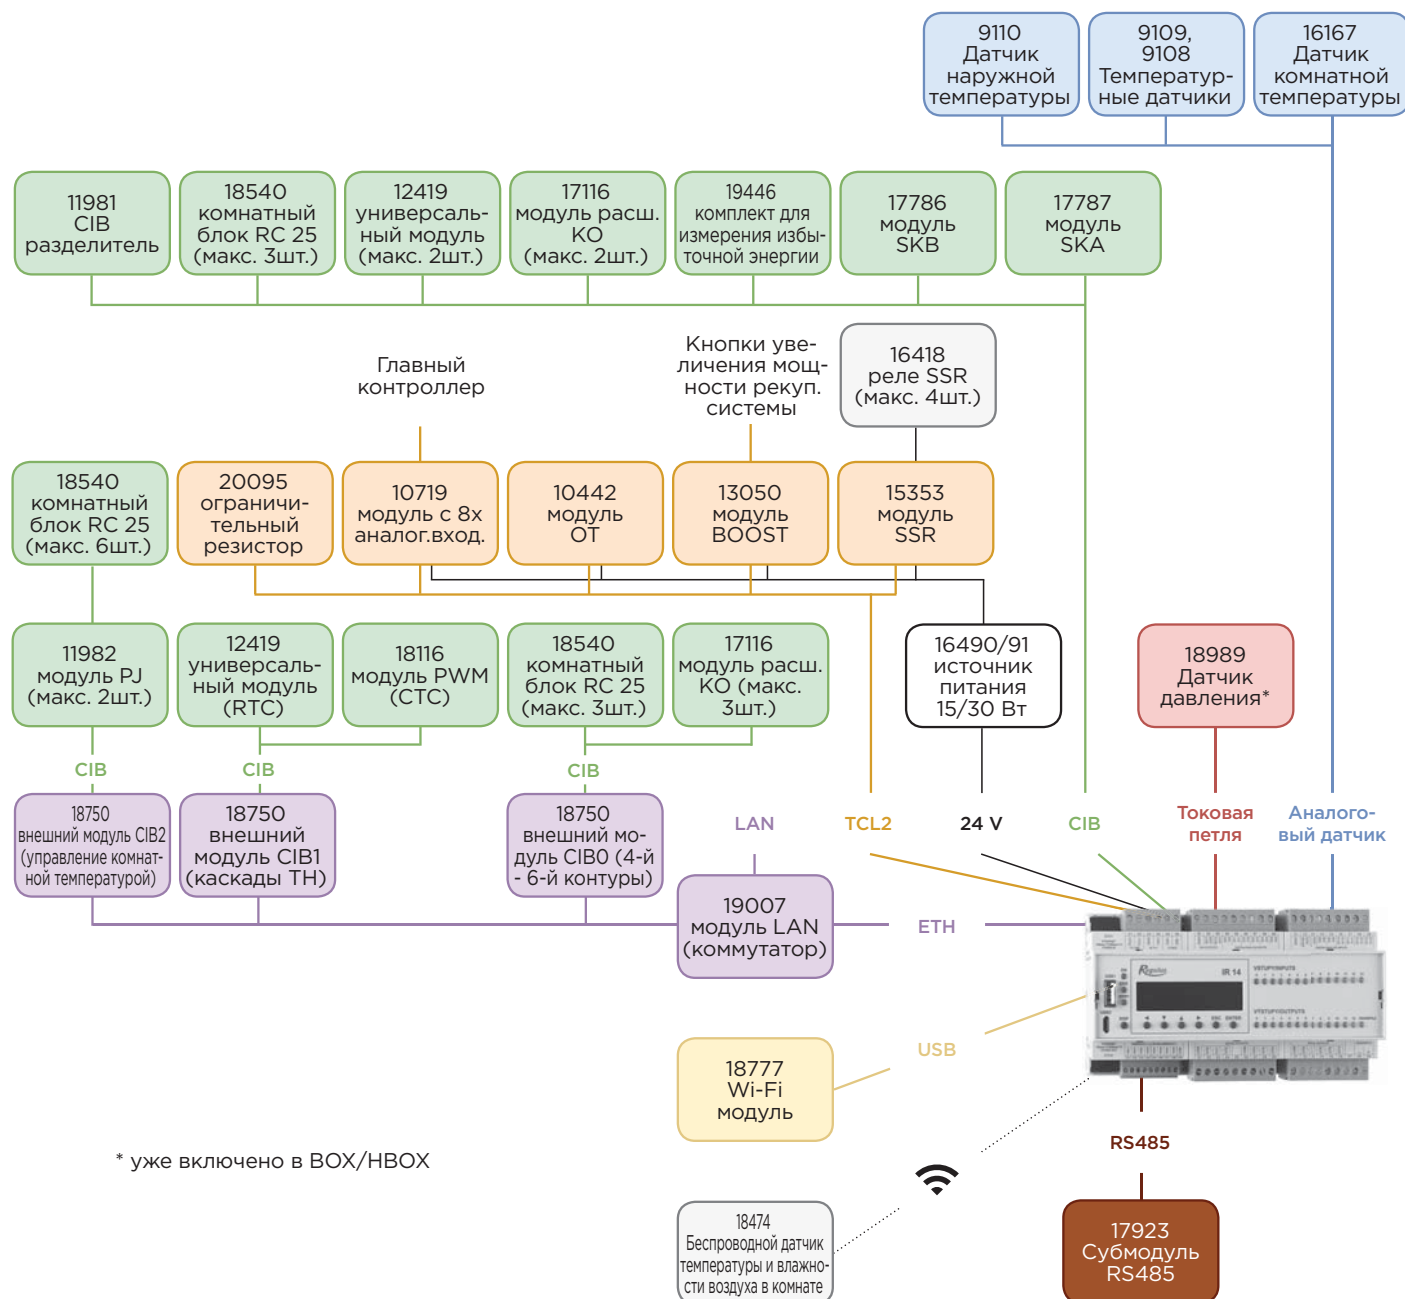 9110
Датчик
наружной
температуры
9109,
9108
Температур-
ные датчики
16167
Датчик
комнатной
температуры
11981
CIB
разделитель
18540
комнатный
блок RC 25
(макс. 3шт.)
12419
универсаль-
ный модуль
(макс. 2шт.)
17116
модуль расш.
КО
(макс. 2шт.)
19446
комплект для
измерения избы-
точной энергии
17786
модуль
SKB
17787
модуль
SKA
Главный
контроллер
Кнопки уве-
личения мощ-
ности рекуп.
системы
16418
реле SSR
(макс. 4шт.)
18540
комнатный
блок RC 25
(макс. 6шт.)
20095
ограничи-
тельный
резистор
10719
модуль с 8х
аналог.вход.
10442
модуль
ОТ
13050
модуль
BOOST
15353
модуль
SSR
11982
модуль PJ
(макс. 2шт.)
12419
универсаль-
ный модуль
(RTC)
18116
модуль PWM
(CTC)
18540
комнатный
блок RC 25
(макс. 3шт.)
17116
модуль расш.
КО (макс.
3шт.)
16490/91
источник
питания
15/30 Вт
18989
Датчик
давления*
CIB
CIB
CIB
18750
внешний модуль CIB2
(управление комнат-
ной температурой)
18750
внешний
модуль CIB1
(каскады ТН)
18750
внешний мо-
дуль CIB0 (4-й
- 6-й контуры)
LAN
TCL2
24 V
CIB
Токовая
петля
Аналого-
вый датчик
19007
модуль LAN
(коммутатор)
ETH
Regulus
IR 14
VSTUPY/INPUTS
VÝSTUPY/OUTPUTS
USB
18777
Wi-Fi
модуль
RS485
* уже включено в BOX/HBOX
18474
Беспроводной датчик
температуры и влажно-
сти воздуха в комнате
17923
Субмодуль
RS485